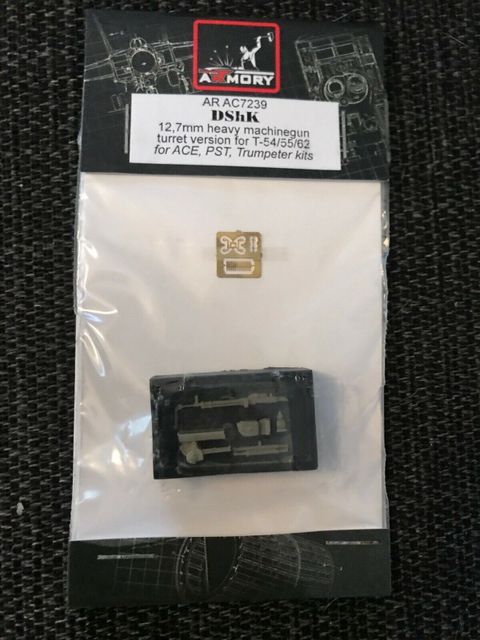 ARMORY
AR AC7239
DShK
12,7mm heavy machinegun
turret version for T-54/55/62
for ACE, PST, Trumpeter kits